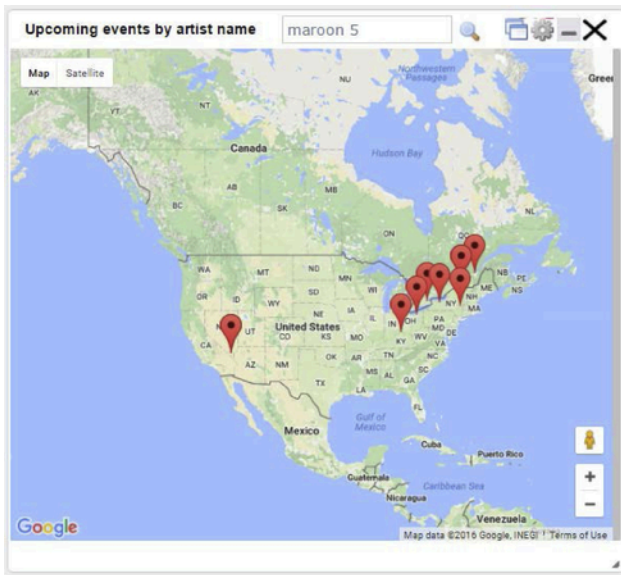 Upcoming events by artist name
maroon 5
Map Satellite
Northwestern
Passages
Green
NU
AK
YT
NT
Canada
Hudson Bay
AB
MB
BC
SK
NL
ON
QC
WA
MT
ND
MN
NB
PE
NS
ME
OR
ID
SD
WI
NH
WY
NY
MA
IA
NE
IL
IN
OH
PA
MD
DE
UT
United States
CO
KS
MO
KY
WV
VA
CA
AZ
NM
OK
AR
TN
NC
SC
MS
AL
GA
TX
LA
FL
Gulf of
Mexico
Mexico
Cuba
Puerto Rico
Guatemala
Caribbean Sea
Nicaragua
+
−
Venezuela
Google
Map data ©2016 Google, INEGI
Terms of Use